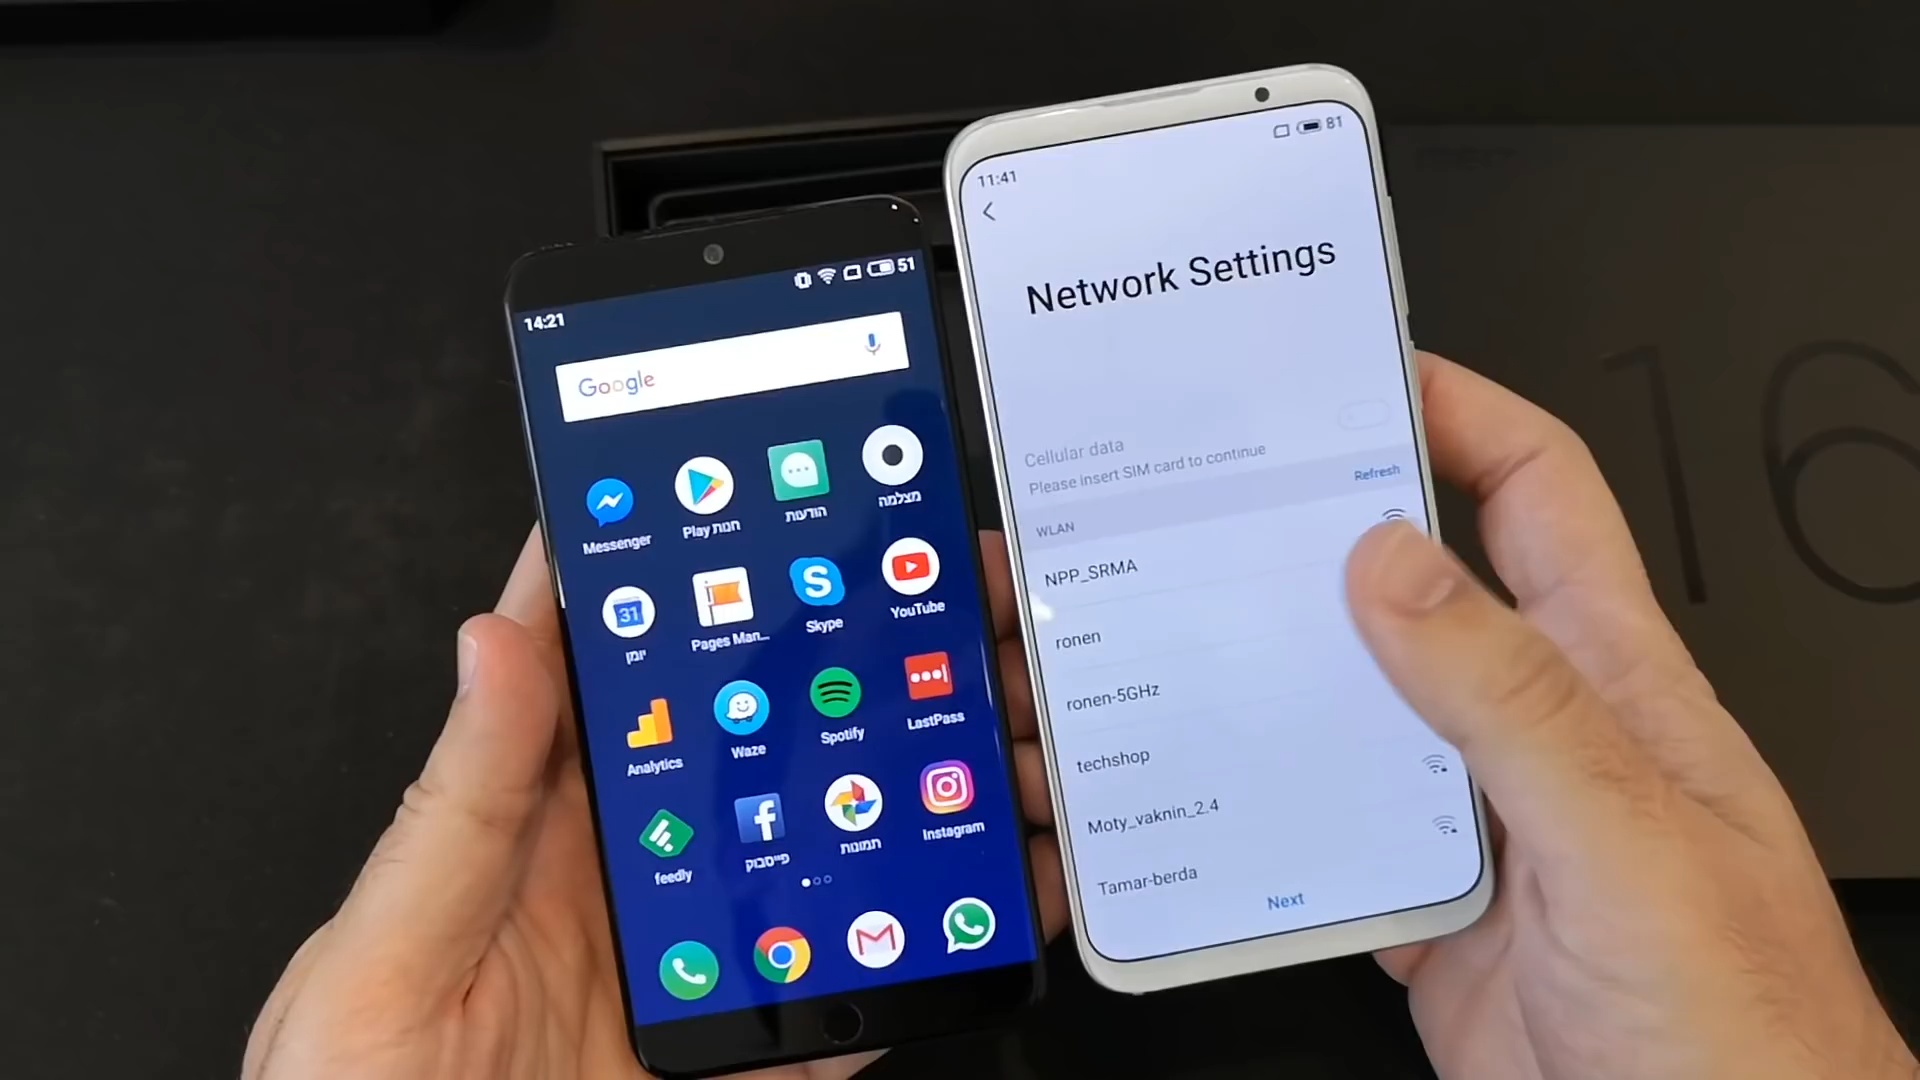 14:21
51
Google
Messenger
Play חנות
הודעות
מצלמה
31
יומן
Pages Man...
Skype
YouTube
Analytics
Waze
Spotify
LastPass
feedly
פייסבוק
תמונות
Instagram
11:41
81
Network Settings
Cellular data
Please insert SIM card to continue
WLAN
Refresh
NPP_SRMA
ronen
ronen-5GHz
techshop
Moty_vaknin_2.4
Tamar-berda
Next
16